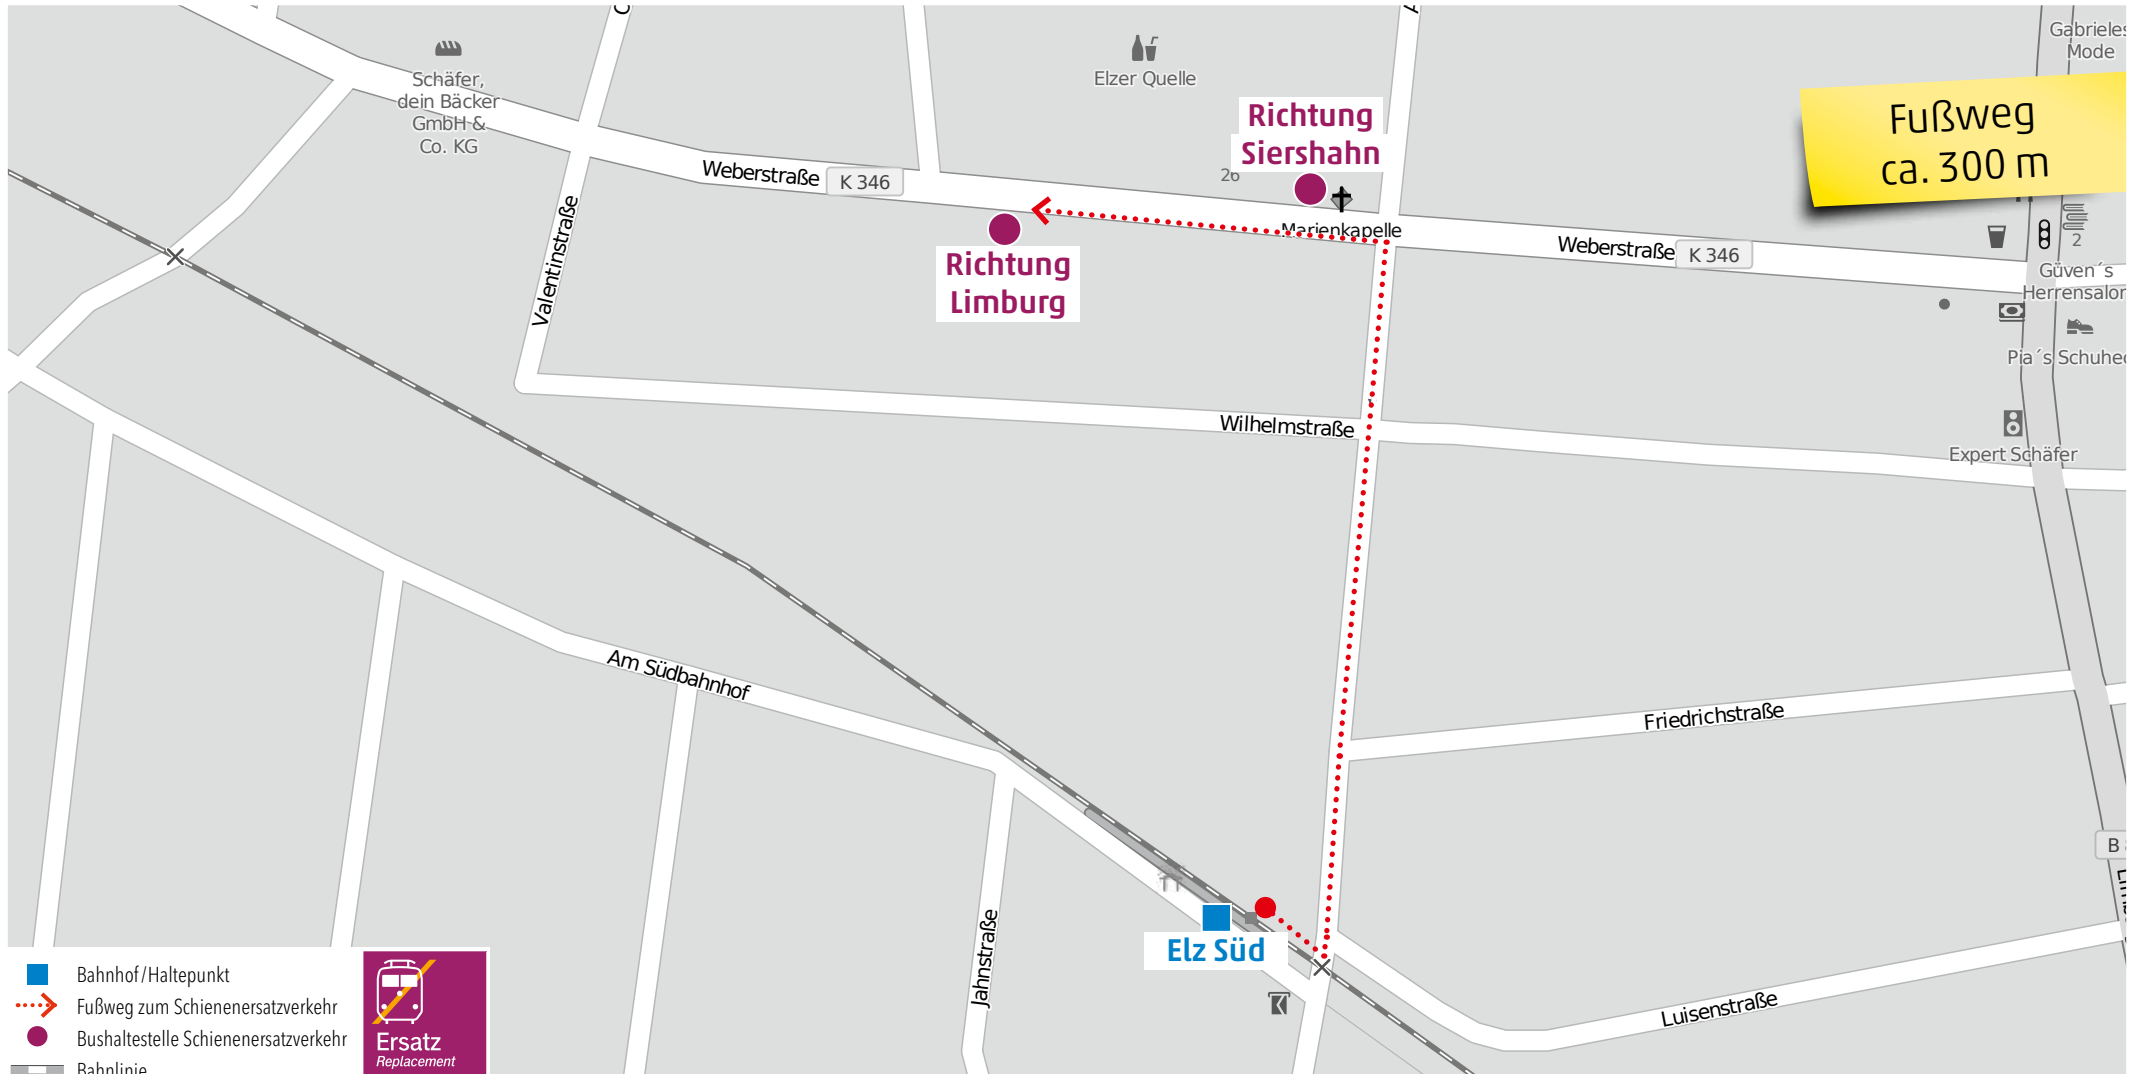 C
A
Gabrieles
Mode
Schäfer,
dein Bäcker
GmbH &
Co. KG
Elzer Quelle
Richtung
Siershahn
Fußweg
ca. 300 m
26
Weberstraße
K 346
Marienkapelle
Weberstraße
K 346
2
Güven´s
Herrensalon
Richtung
Limburg
Valentinstraße
Pia´s Schuhec
Wilhelmstraße
Expert Schäfer
Am Südbahnhof
Friedrichstraße
B
Elz Süd
Jahnstraße
Luisenstraße
Bahnhof/Haltepunkt
Fußweg zum Schienenersatzverkehr
Bushaltestelle Schienenersatzverkehr
Bahnlinie
Ersatz
Replacement